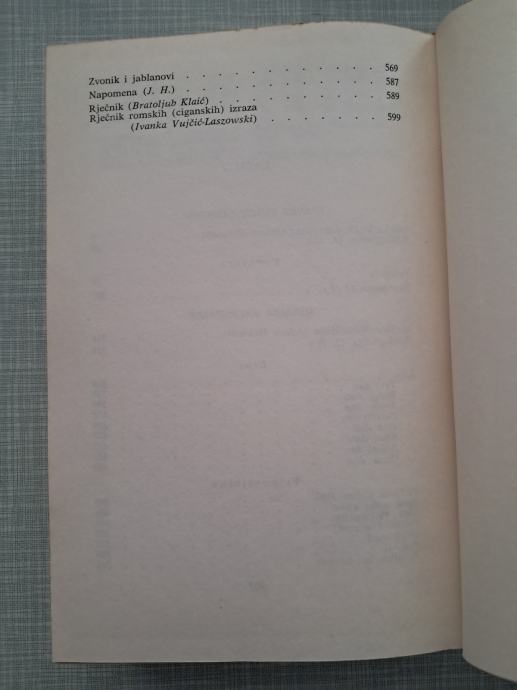 Zvonik i jablanovi . . . . . . . . . . . 569
Napomena (J. H.) . . . . . . . . . . . 587
Rječnik (Bratoljub Klaić) . . . . . . . . . 589
Rječnik romskih (ciganskih) izraza
(Ivanka Vujčić-Laszowski) . . . . . . . 599